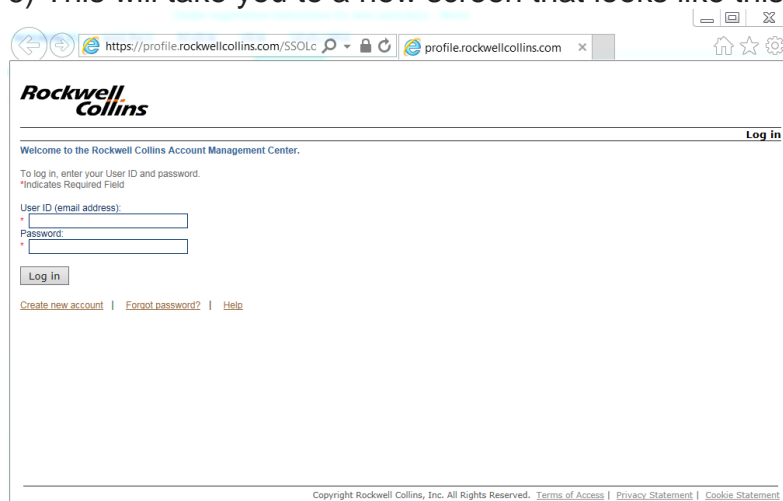 3) This will take you to a new screen that looks like this
https://profile.rockwellcollins.com/SSOLc
profile.rockwellcollins.com
Rockwell
Collins
Log in
Welcome to the Rockwell Collins Account Management Center.
To log in, enter your User ID and password.
*Indicates Required Field
User ID (email address):
*
Password:
*
Log in
Create new account | Forgot password? | Help
Copyright Rockwell Collins, Inc. All Rights Reserved. Terms of Access | Privacy Statement | Cookie Statement